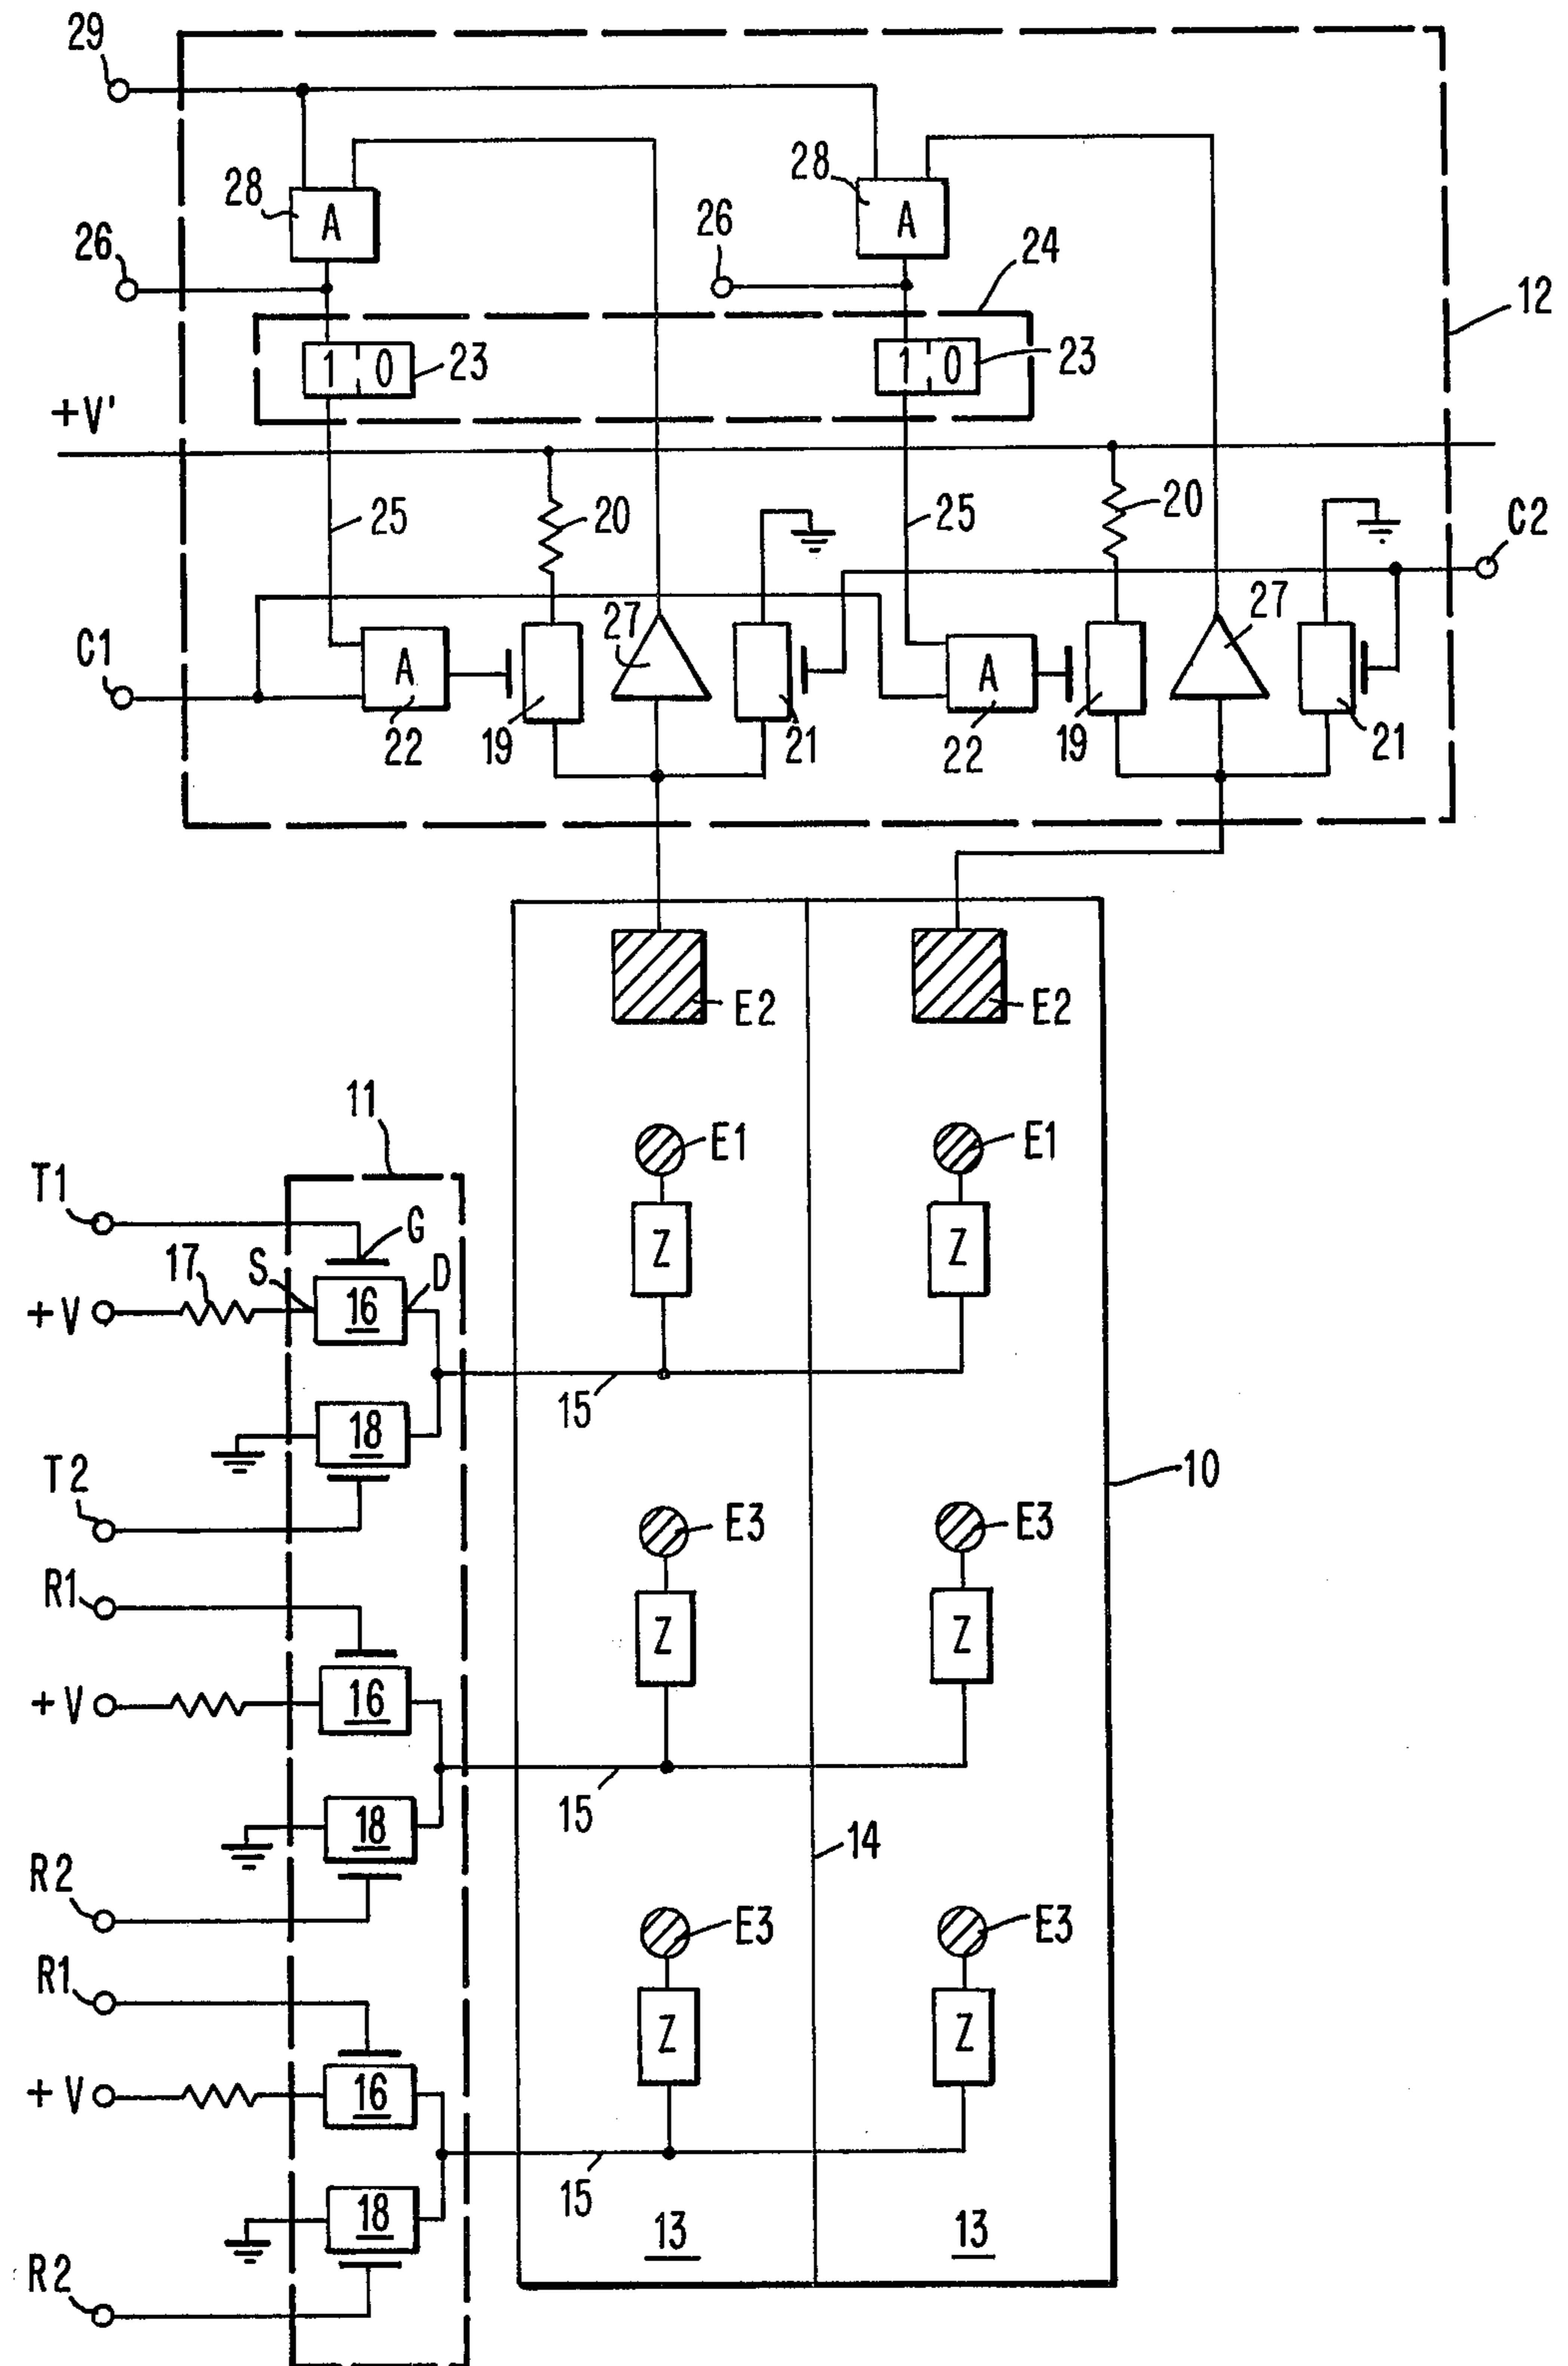 29
28
A
28
A
26
26
24
12
1 0
23
1 0
23
+V'
25
20
25
20
C2
C1
A
22
19
27
21
A
22
19
27
21
E2
E2
11
E1
E1
T1
G
17
S
D
Z
Z
+V
16
15
18
10
T2
E3
E3
R1
Z
Z
+V
16
15
18
14
R2
E3
E3
R1
Z
Z
+V
16
15
18
13
13
R2